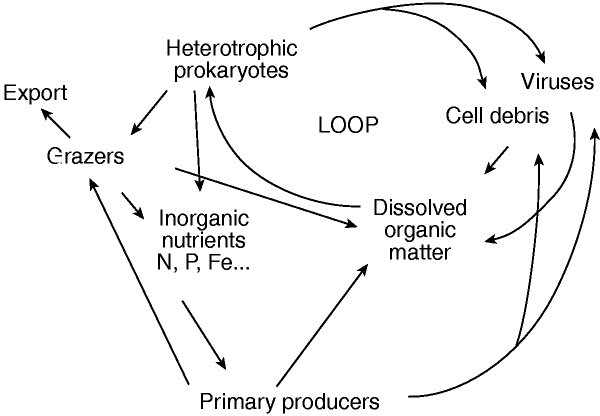 Heterotrophic
prokaryotes
Viruses
Export
Cell debris
LOOP
Grazers
Dissolved
organic
matter
Inorganic
nutrients
N, P, Fe...
Primary producers